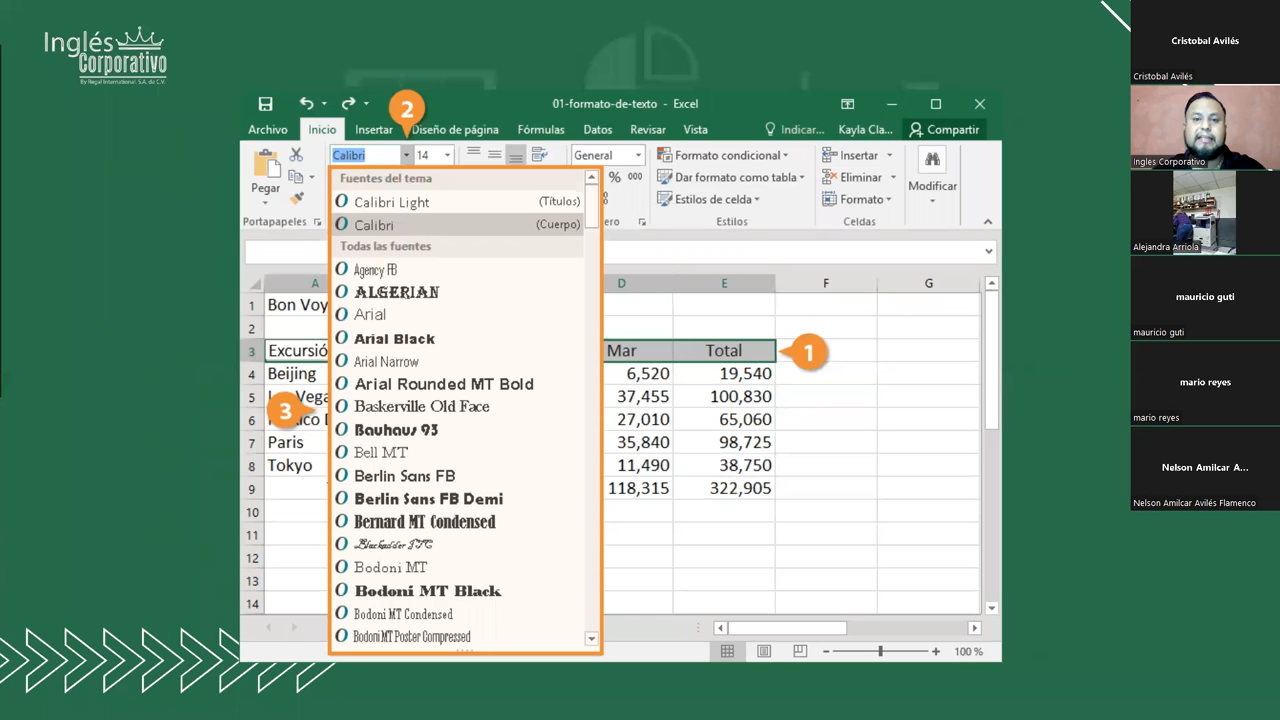 Inglés
Corporativo
By Regal International, S.A. de C.V.
01-formato-de-texto - Excel
2
Archivo Inicio Insertar Diseño de página Fórmulas Datos Revisar Vista Indicar... Kayla Cla... Compartir
Calibri 14 General
Pegar
Portapapeles
% 000
Formato condicional
Dar formato como tabla
Estilos de celda
Estilos
Insertar
Eliminar
Formato
Celdas
Modificar
Fuentes del tema
Calibri Light (Títulos)
Calibri (Cuerpo)
Todas las fuentes
Agency FB
ALGERIAN
Arial
Arial Black
Arial Narrow
Arial Rounded MT Bold
Baskerville Old Face
Bauhaus 93
Bell MT
Berlin Sans FB
Berlin Sans FB Demi
Bernard MT Condensed
Blackadder ITC
Bodoni MT
Bodoni MT Black
Bodoni MT Condensed
Bodoni MT Poster Compressed
A D E F G
1 Bon Voy
2
3 Excursió Mar Total
1
4 Beijing 6,520 19,540
5 37,455 100,830
3
6 27,010 65,060
7 Paris 35,840 98,725
8 Tokyo 11,490 38,750
9 118,315 322,905
10
11
12
13
14
100 %
Cristobal Avilés
Cristobal Avilés
Ingles Corporativo
Alejandra Arriola
mauricio guti
mauricio guti
mario reyes
mario reyes
Nelson Amilcar A...
Nelson Amilcar Avilés Flamenco